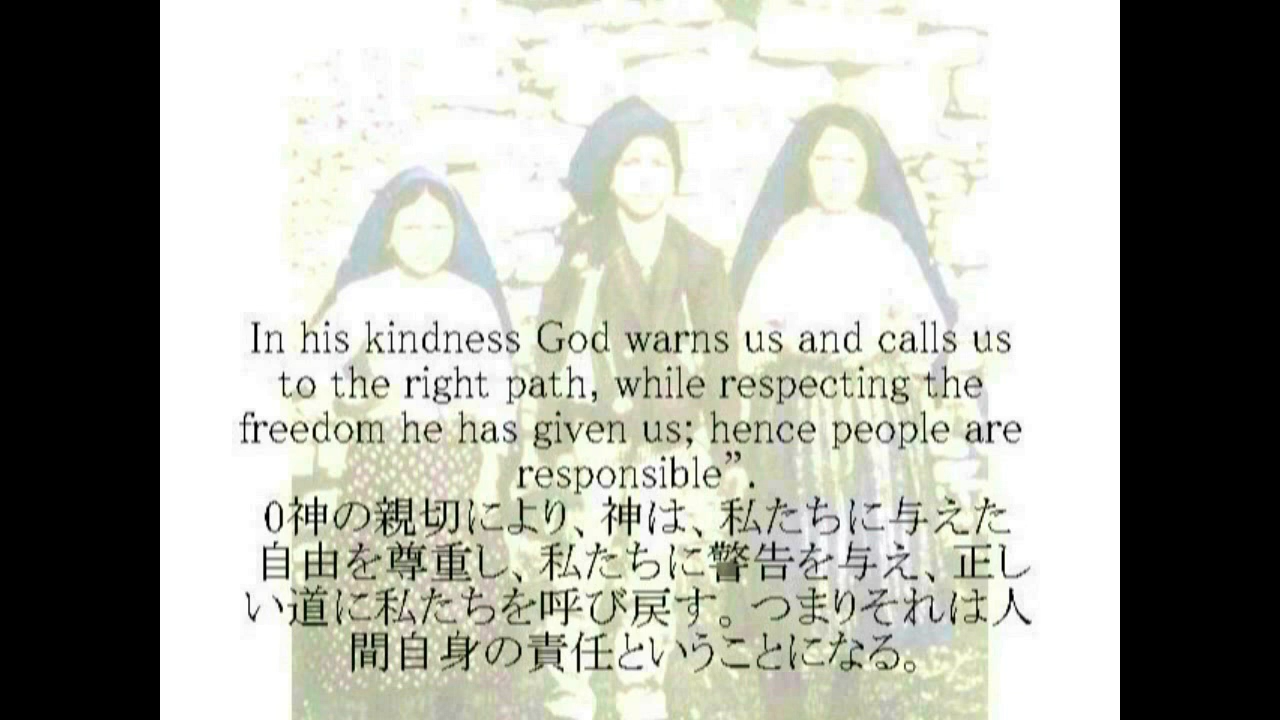 In his kindness God warns us and calls us
to the right path, while respecting the
freedom he has given us; hence people are
responsible”.
0神の親切により、神は、私たちに与えた
自由を尊重し、私たちに警告を与え、正し
い道に私たちを呼び戻す。つまりそれは人
間自身の責任ということになる。